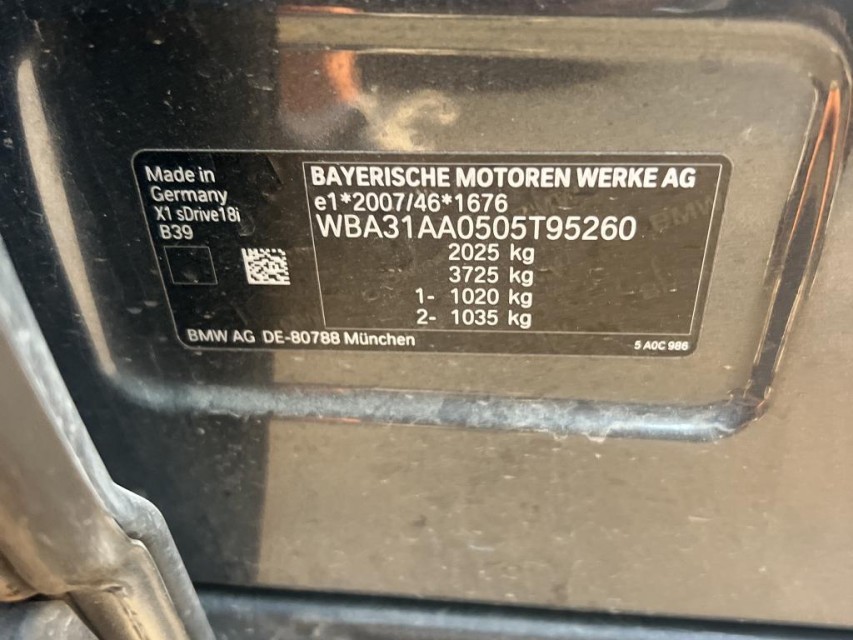 Made in
Germany
X1 sDrive18i
B39
BAYERISCHE MOTOREN WERKE AG
e1*2007/46*1676
WBA31AA0505T95260
2025 kg
3725 kg
1- 1020 kg
2- 1035 kg
BMW AG DE-80788 München
5 A0C 986